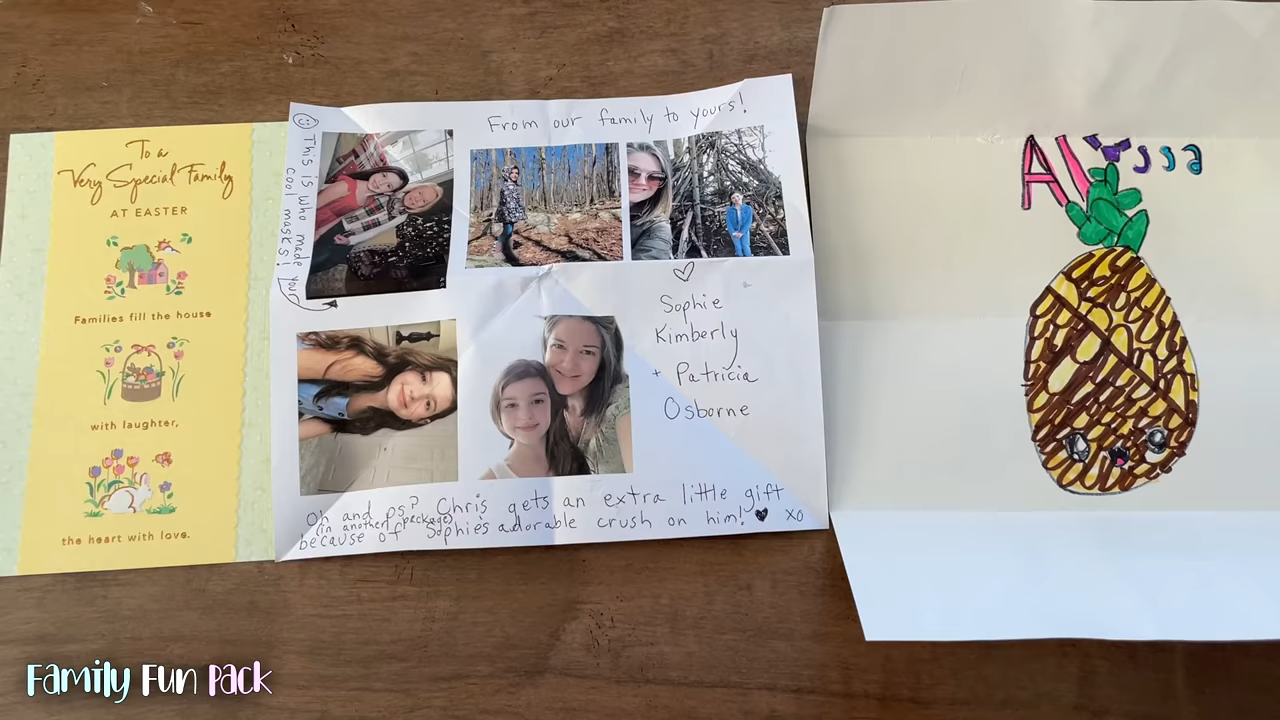 To a
Very Special Family
AT EASTER
Families fill the house
with laughter,
the heart with love.
From our family to yours!
This is who made your
cool masks!
Sophie
Kimberly
+ Patricia
Osborne
Oh and ps? Chris gets an extra little gift
(in another package)
because of Sophie's adorable crush on him! ♥ XO
Alyssa
Family Fun Pack